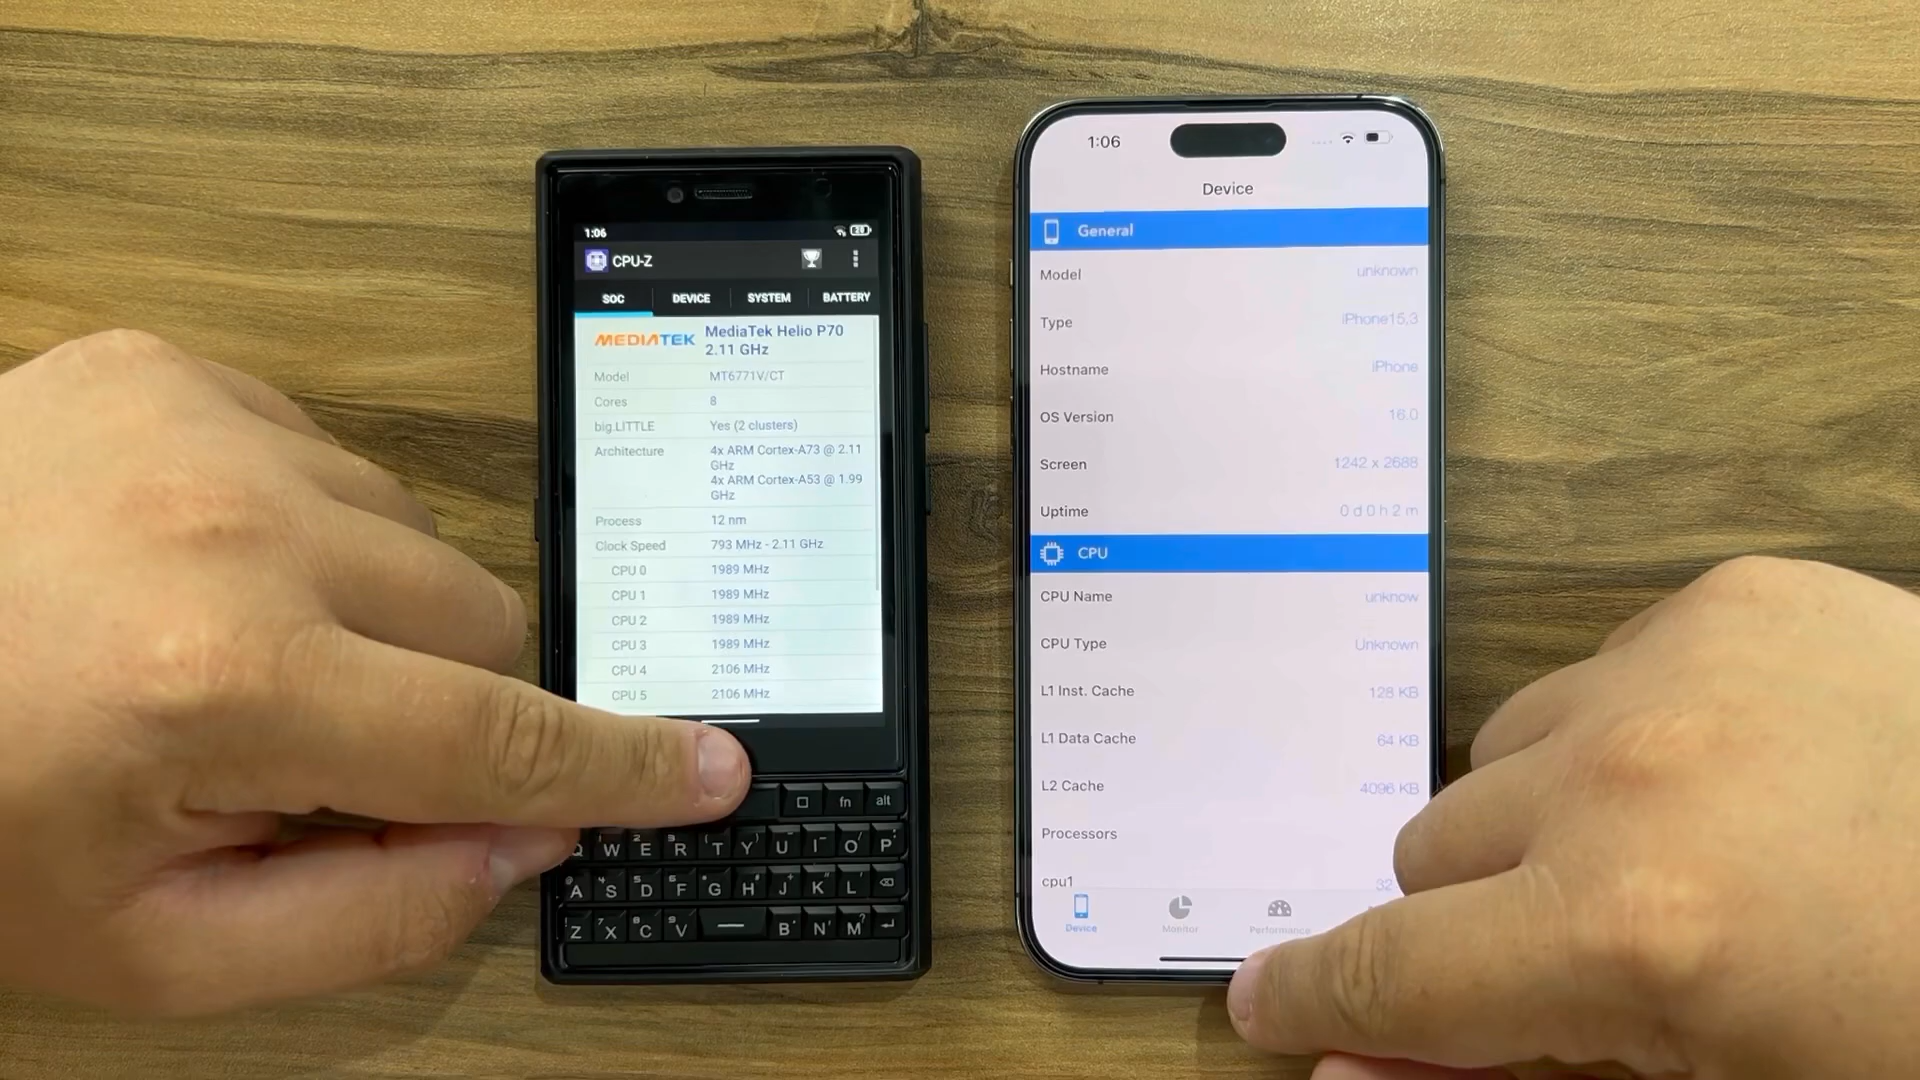 1:06
28
CPU-Z
SOC DEVICE SYSTEM BATTERY
MEDIATEK
MediaTek Helio P70
2.11 GHz
Model MT6771V/CT
Cores 8
big.LITTLE Yes (2 clusters)
Architecture 4x ARM Cortex-A73 @ 2.11
GHz
4x ARM Cortex-A53 @ 1.99
GHz
Process 12 nm
Clock Speed 793 MHz - 2.11 GHz
CPU 0 1989 MHz
CPU 1 1989 MHz
CPU 2 1989 MHz
CPU 3 1989 MHz
CPU 4 2106 MHz
CPU 5 2106 MHz
fn alt
Q W E R T Y U I O P
A S D F G H J K L
Z X C V B N M
1:06
Device
General
Model unknown
Type iPhone15,3
Hostname iPhone
OS Version 16.0
Screen 1242 x 2688
Uptime 0 d 0 h 2 m
CPU
CPU Name unknow
CPU Type Unknown
L1 Inst. Cache 128 KB
L1 Data Cache 64 KB
L2 Cache 4096 KB
Processors
cpu1 32
Device Monitor Performance